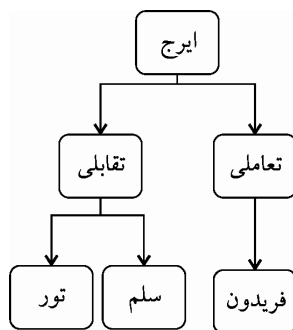 ایرج
تعاملی
تقابلی
فریدون
سلم
تور